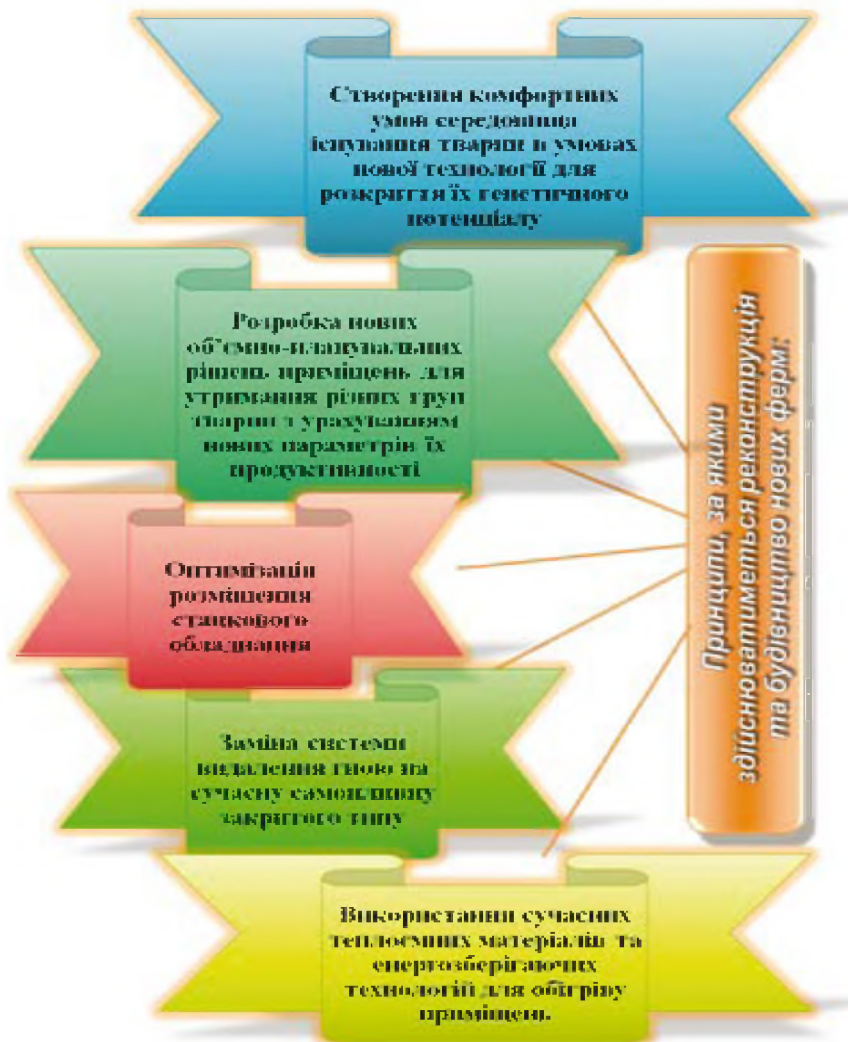 Створення комфортних
умов середовища
існування тварин в умовах
нової технології для
розкриття їх генетичного
потенціалу
Розробка нових
об'ємно-планувальних
рішень приміщень для
утримання різних груп
тварин з урахуванням
нових параметрів їх
продуктивності
Оптимізація
розміщення
станкового
обладнання
Заміна системи
видалення гною на
сучасну самопливну
закритого типу
Використання сучасних
теплоємних матеріалів та
енергозберігаючих
технологій для обігріву
приміщень.
Принципи, за якими
здійснюватиметься реконструкція
та будівництво нових ферм: